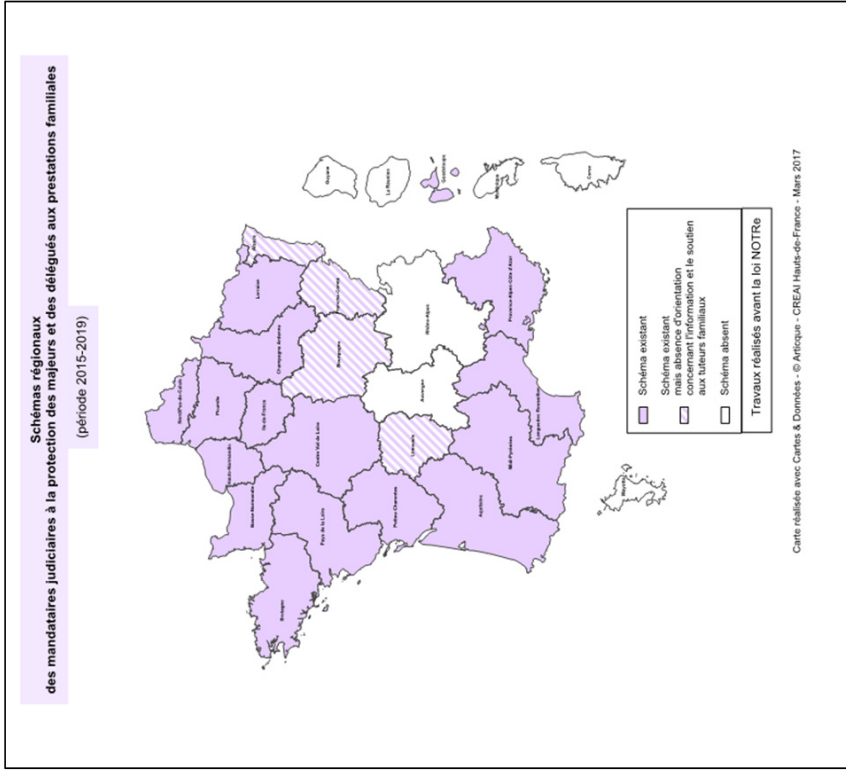 Schémas régionaux
des mandataires judiciaires à la protection des majeurs et des délégués aux prestations familiales
(période 2015-2019)
Nord-Pas-de-Calais
Picardie
Haute-Normandie
Basse-Normandie
Ile-de-France
Champagne-Ardenne
Lorraine
Alsace
Bretagne
Pays de la Loire
Centre-Val de Loire
Bourgogne
Franche-Comté
Poitou-Charentes
Limousin
Auvergne
Rhône-Alpes
Aquitaine
Midi-Pyrénées
Languedoc-Roussillon
Provence-Alpes-Côte d'Azur
Guyane
La Réunion
Guadeloupe
Martinique
Corse
Mayotte
Schéma existant
Schéma existant
mais absence d'orientation
concernant l'information et le soutien
aux tuteurs familiaux
Schéma absent
Travaux réalisés avant la loi NOTRe
Carte réalisée avec Cartes & Données - © Articque - CREAI Hauts-de-France - Mars 2017